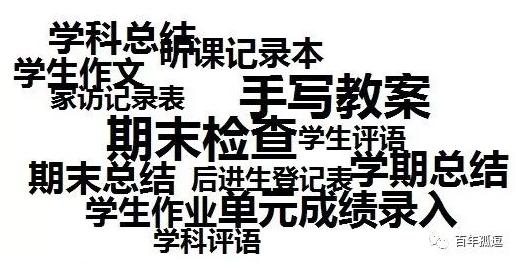 学科总结
听课记录本
学生作文
家访记录表
手写教案
期末检查
学生评语
期末总结
后进生登记表
学期总结
学生作业
单元成绩录入
学科评语
百年孤逗